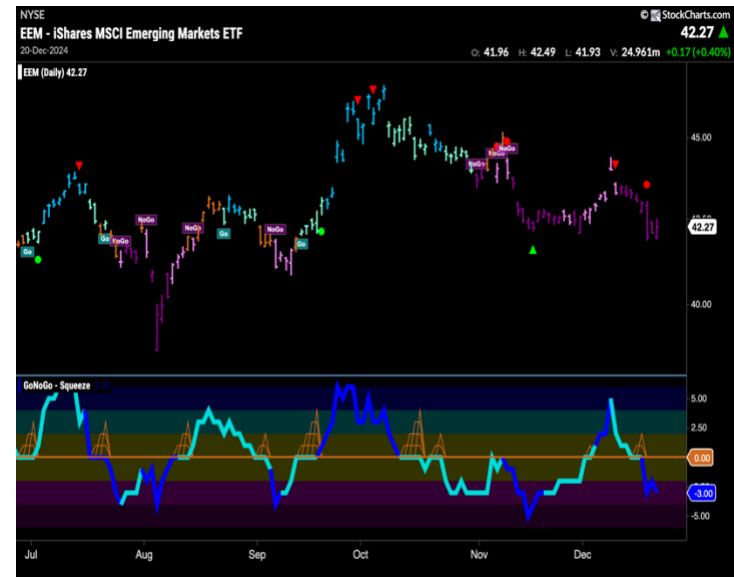 NYSE © StockCharts.com
EEM - iShares MSCI Emerging Markets ETF 42.27
20-Dec-2024 O: 41.96 H: 42.49 L: 41.93 V: 24.961m +0.17 (+0.40%)
EEM (Daily) 42.27
45.00
NoGo NoGo
NoGo
NoGo
NoGo NoGo
Go
42.27
Go NoGo
Go
Go
40.00
GoNoGo - Squeeze
5.00
2.50
0.00
-3.00
-5.00
Jul Aug Sep Oct Nov Dec